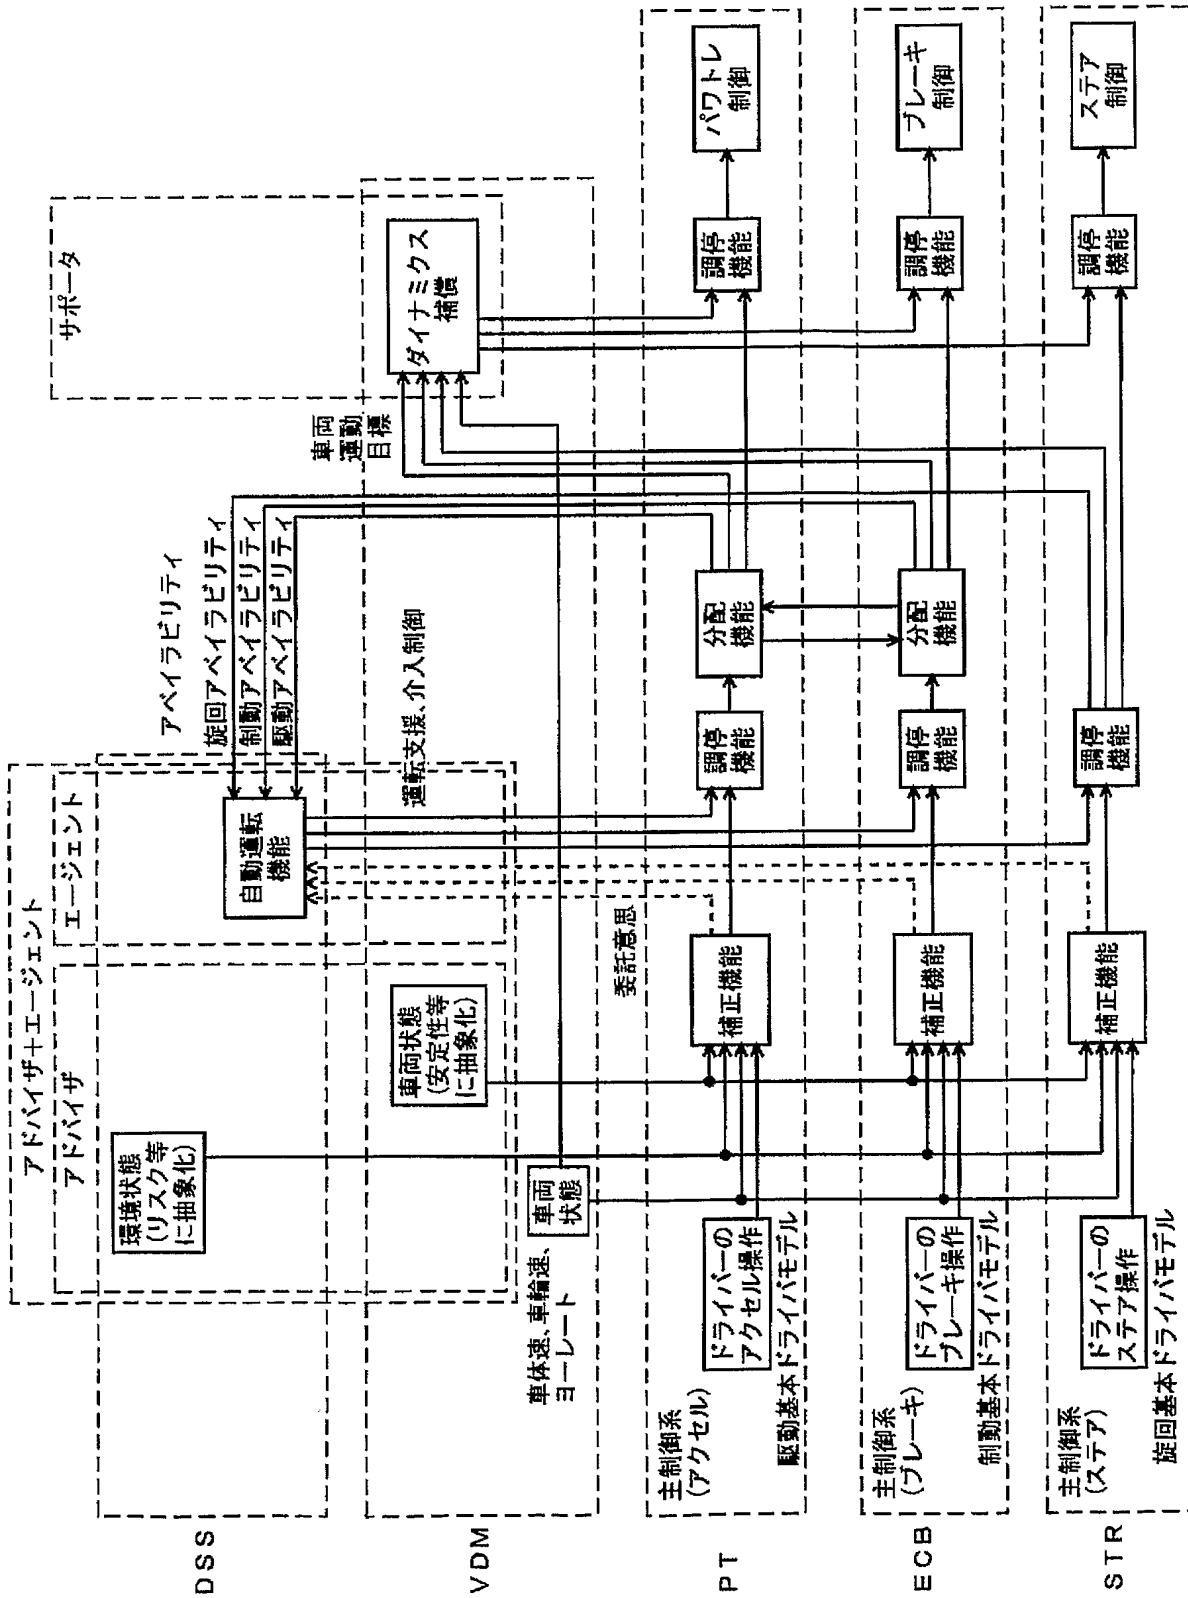 DSS
VDM
PT
ECB
STR
アドバイザ+エージェント
アドバイザ
エージェント
サポータ
環境状態
(リスク等
に抽象化)
自動運転
機能
アベイラビリティ
旋回アベイラビリティ
制動アベイラビリティ
駆動アベイラビリティ
車両状態
(安定性等
に抽象化)
運転支援、介入制御
車両
運動
目標
ダイナミクス
補償
車両
状態
車体速、車輪速、
ヨーレート
委託意思
主制御系
(アクセル)
ドライバーの
アクセル操作
駆動基本ドライバモデル
補正機能
調停
機能
分配
機能
調停
機能
パワトレ
制御
主制御系
(ブレーキ)
ドライバーの
ブレーキ操作
制動基本ドライバモデル
補正機能
調停
機能
分配
機能
調停
機能
ブレーキ
制御
主制御系
(ステア)
ドライバーの
ステア操作
旋回基本ドライバモデル
補正機能
調停
機能
調停
機能
ステア
制御